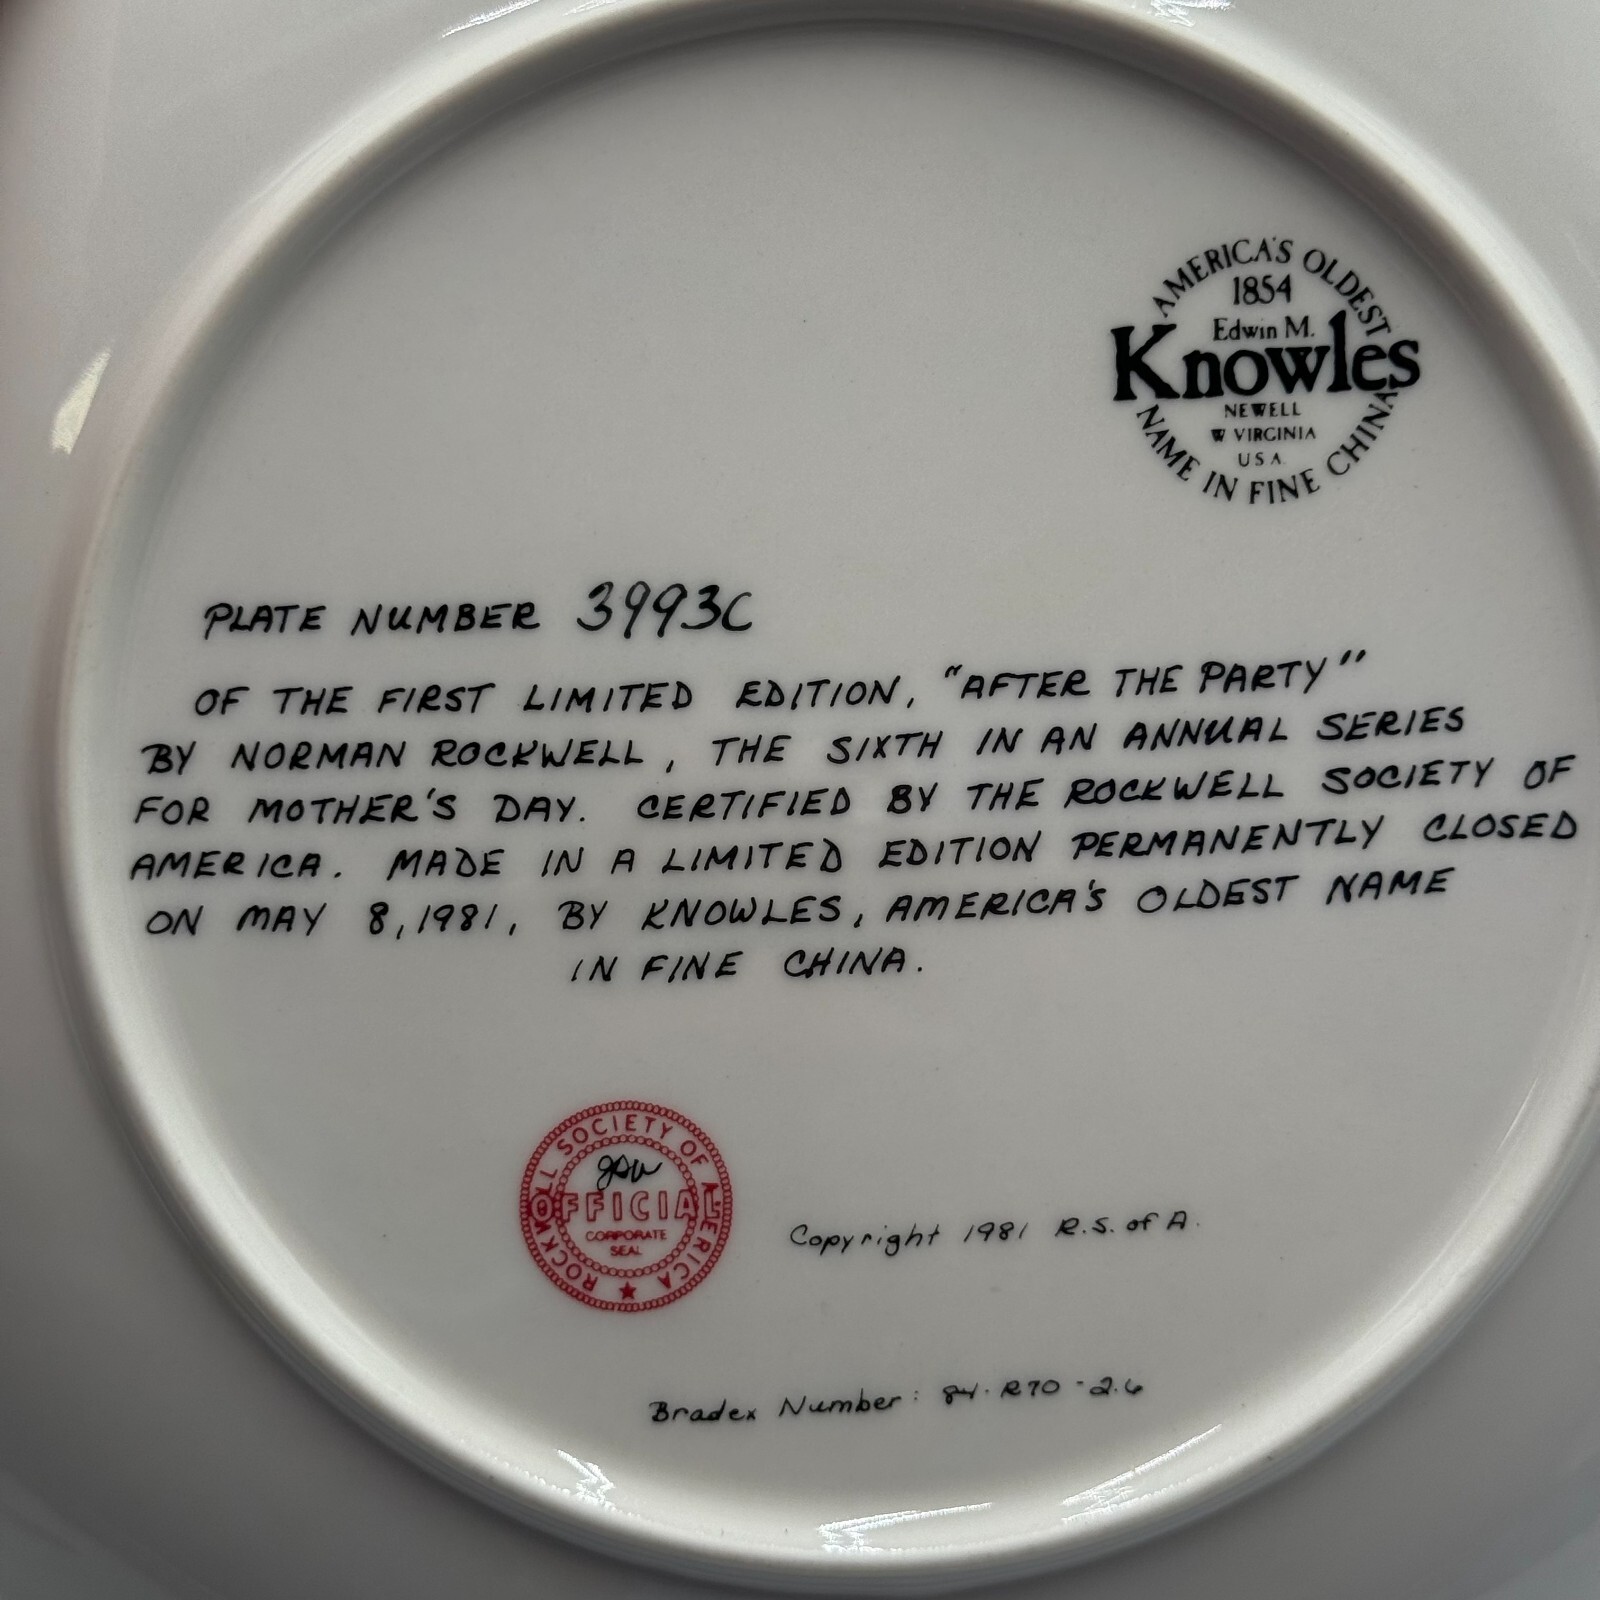 AMERICA'S OLDEST
1854
Edwin M.
Knowles
NEWELL
W VIRGINIA
U S A
NAME IN FINE CHINA
PLATE NUMBER 3993C
OF THE FIRST LIMITED EDITION, "AFTER THE PARTY"
BY NORMAN ROCKWELL, THE SIXTH IN AN ANNUAL SERIES
FOR MOTHER'S DAY. CERTIFIED BY THE ROCKWELL SOCIETY OF
AMERICA. MADE IN A LIMITED EDITION PERMANENTLY CLOSED
ON MAY 8, 1981, BY KNOWLES, AMERICA'S OLDEST NAME
IN FINE CHINA.
ROCKWELL SOCIETY OF AMERICA
OFFICIAL
CORPORATE
SEAL
Copyright 1981 R.S. of A.
Bradex Number: 84-R70-2.6